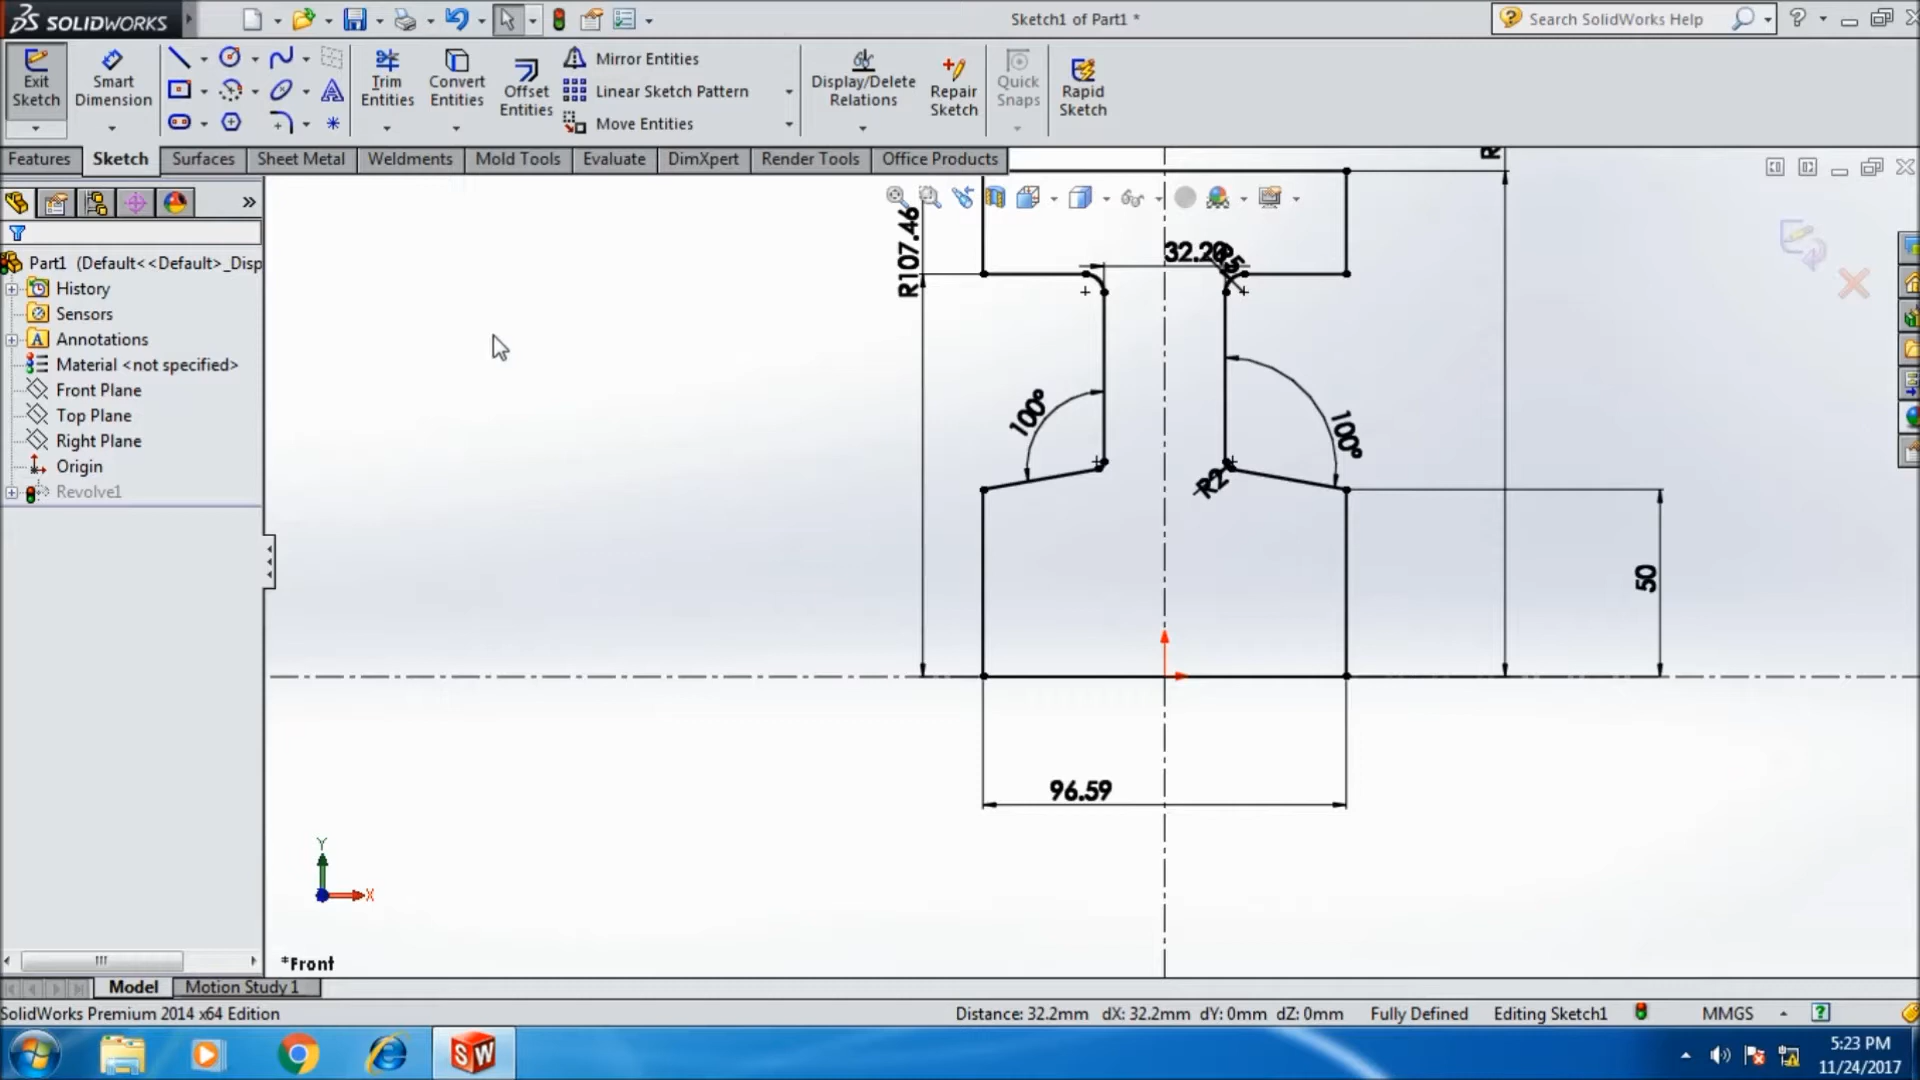 SOLIDWORKS
Sketch1 of Part1 *
Search SolidWorks Help
Exit Sketch
Smart Dimension
Trim Entities
Convert Entities
Offset Entities
Mirror Entities
Linear Sketch Pattern
Move Entities
Display/Delete Relations
Repair Sketch
Quick Snaps
Rapid Sketch
Features
Sketch
Surfaces
Sheet Metal
Weldments
Mold Tools
Evaluate
DimXpert
Render Tools
Office Products
Part1 (Default<<Default>_Disp
History
Sensors
Annotations
Material <not specified>
Front Plane
Top Plane
Right Plane
Origin
Revolve1
R
R107.46
32.20
R5
100°
100°
R2
50
96.59
Y
X
*Front
Model
Motion Study 1
SolidWorks Premium 2014 x64 Edition
Distance: 32.2mm dX: 32.2mm dY: 0mm dZ: 0mm
Fully Defined
Editing Sketch1
MMGS
SW
5:23 PM
11/24/2017